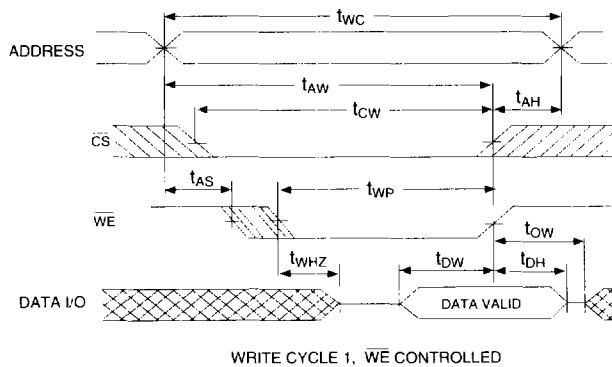 tWC
ADDRESS
tAW
tCW
tAH
CS
tAS
tWP
WE
tOW
tWHZ
tDW
tDH
DATA I/O
DATA VALID
WRITE CYCLE 1, WE CONTROLLED